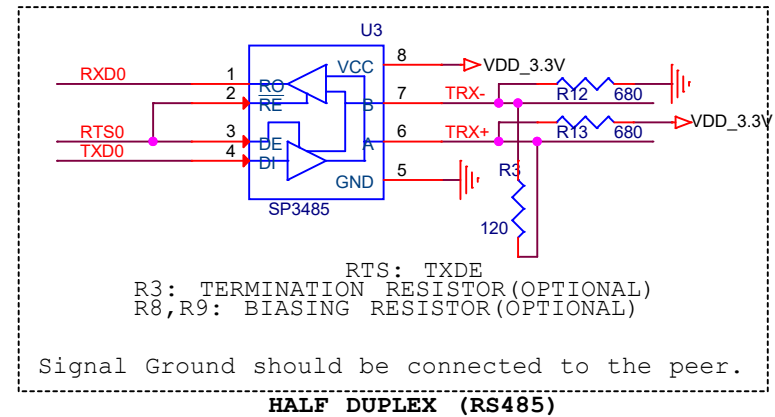 U3
RXD0 1 RO VCC 8 VDD_3.3V
2 RE B 7 TRX- R12 680
RTS0 3 DE A 6 TRX+ R13 680 VDD_3.3V
TXD0 4 DI
GND 5 R3
SP3485 120
RTS: TXDE
R3: TERMINATION RESISTOR(OPTIONAL)
R8,R9: BIASING RESISTOR(OPTIONAL)
Signal Ground should be connected to the peer.
HALF DUPLEX (RS485)